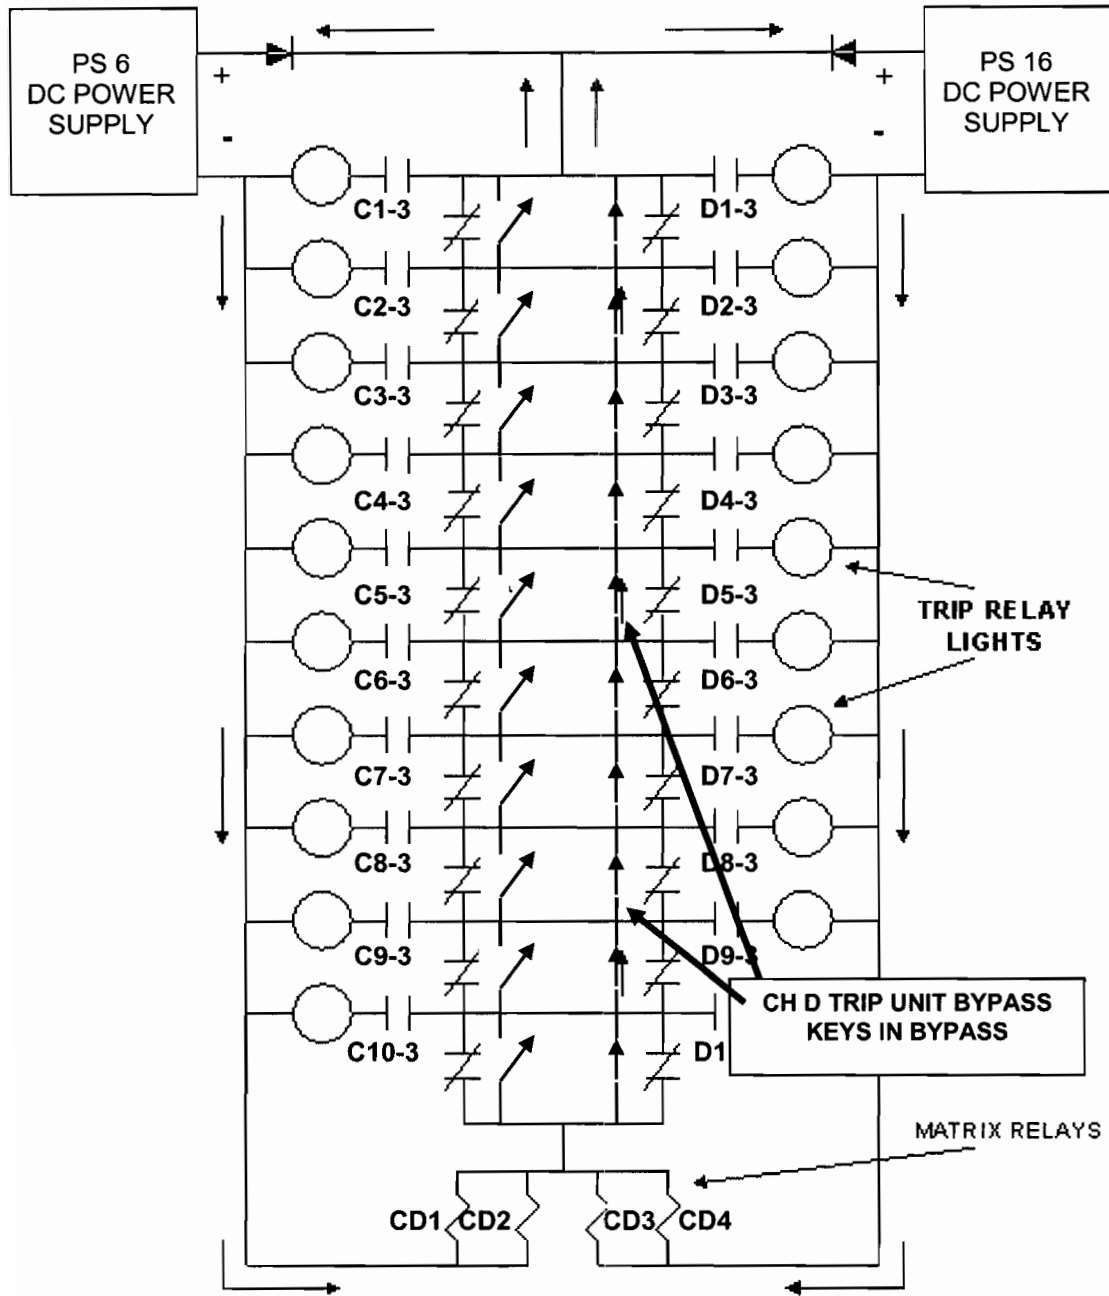 PS 6
DC POWER
SUPPLY
+
-
PS 16
DC POWER
SUPPLY
+
-
C1-3
D1-3
C2-3
D2-3
C3-3
D3-3
C4-3
D4-3
C5-3
D5-3
TRIP RELAY
LIGHTS
C6-3
D6-3
C7-3
D7-3
C8-3
D8-3
C9-3
D9-3
CH D TRIP UNIT BYPASS
KEYS IN BYPASS
C10-3
D1
MATRIX RELAYS
CD1
CD2
CD3
CD4